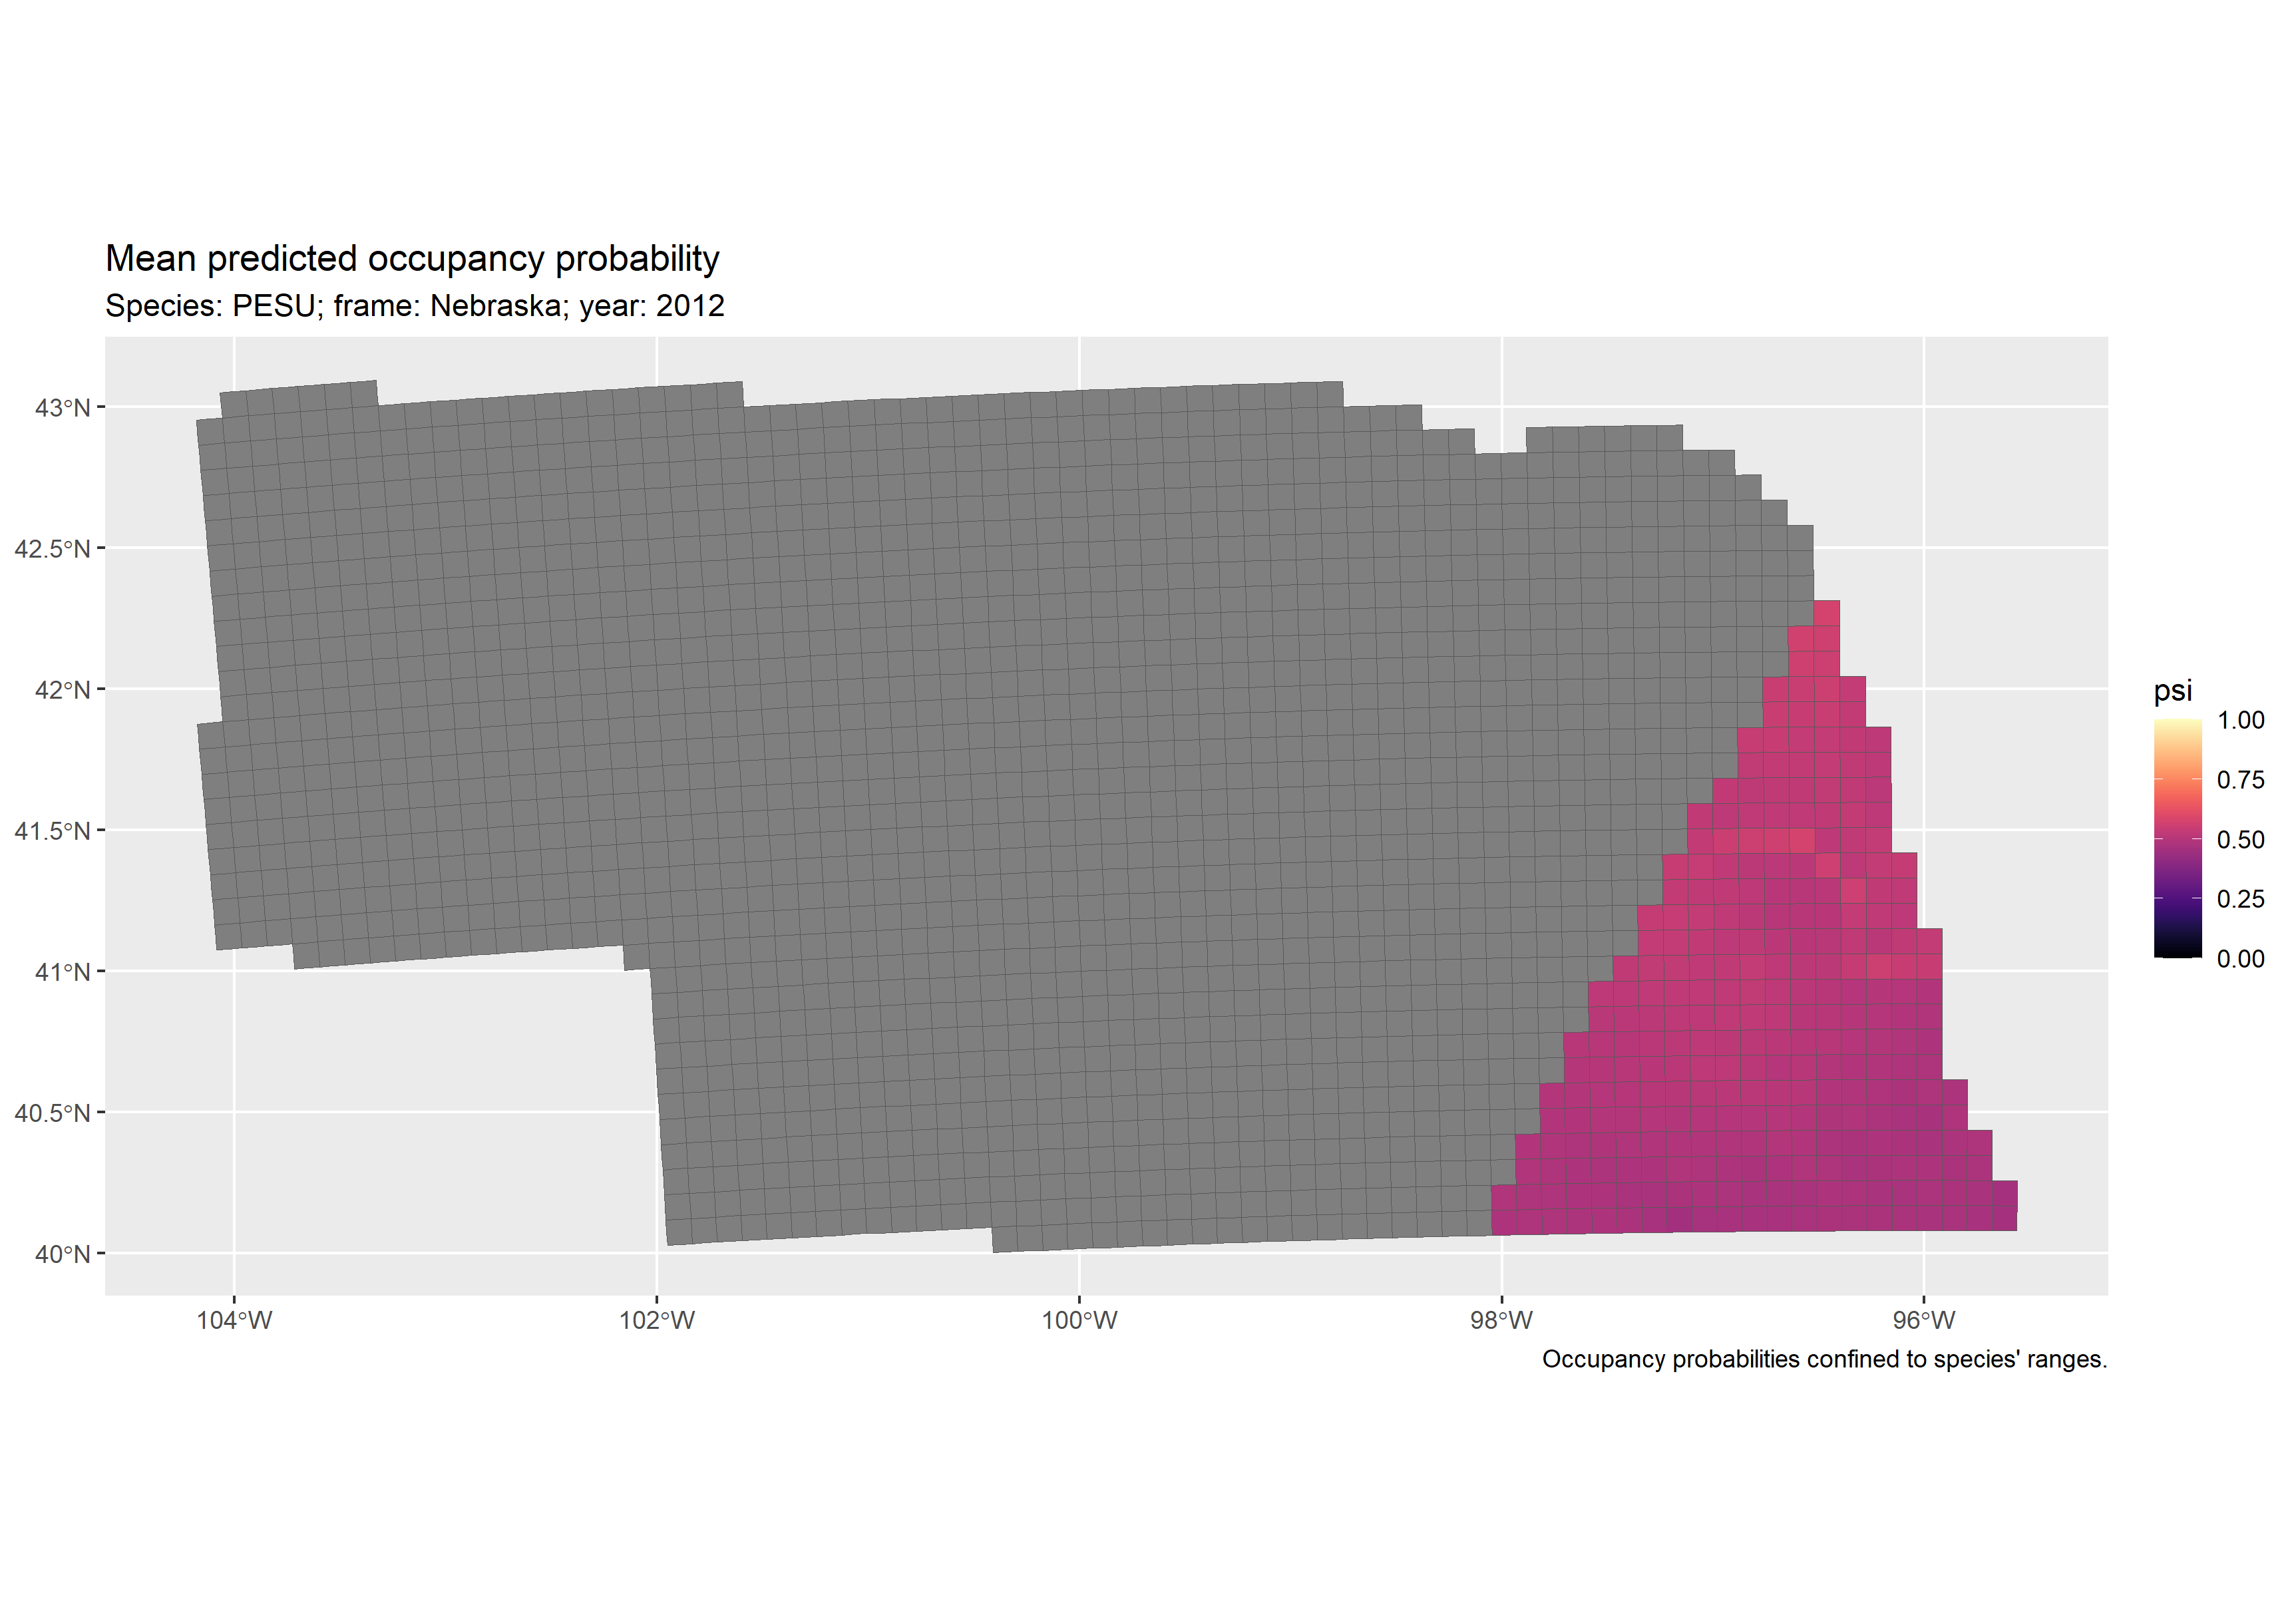 Mean predicted occupancy probability
Species: PESU; frame: Nebraska; year: 2012
43°N
42.5°N
42°N
41.5°N
41°N
40.5°N
40°N
104°W
102°W
100°W
98°W
96°W
psi
1.00
0.75
0.50
0.25
0.00
Occupancy probabilities confined to species' ranges.